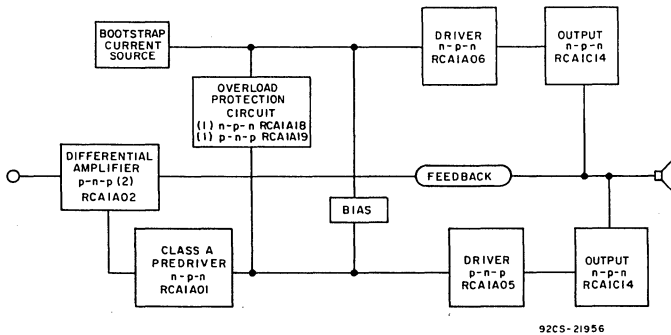 BOOTSTRAP
CURRENT
SOURCE
DRIVER
n-p-n
RCA1A06
OUTPUT
n-p-n
RCA1C14
OVERLOAD
PROTECTION
CIRCUIT
(1) n-p-n RCA1A18
(1) p-n-p RCA1A19
DIFFERENTIAL
AMPLIFIER
p-n-p (2)
RCA1A02
FEEDBACK
BIAS
CLASS A
PREDRIVER
n-p-n
RCA1A01
DRIVER
p-n-p
RCA1A05
OUTPUT
n-p-n
RCA1C14
92CS-21956